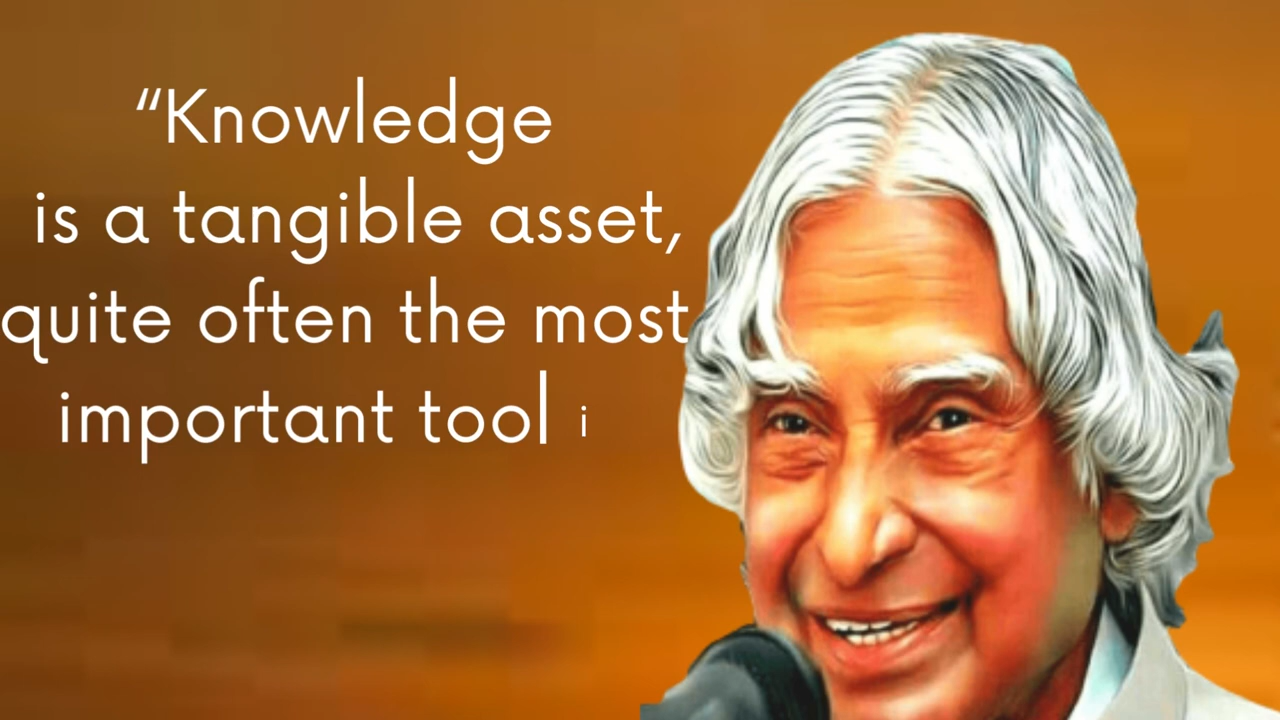 “Knowledge
is a tangible asset,
quite often the most
important tool i